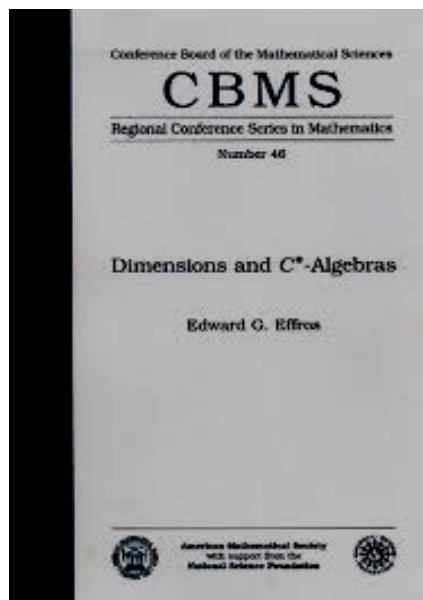 Conference Board of the Mathematical Sciences
CBMS
Regional Conference Series in Mathematics
Number 46
Dimensions and C*-Algebras
Edward G. Effros
American Mathematical Society
with support from the
National Science Foundation